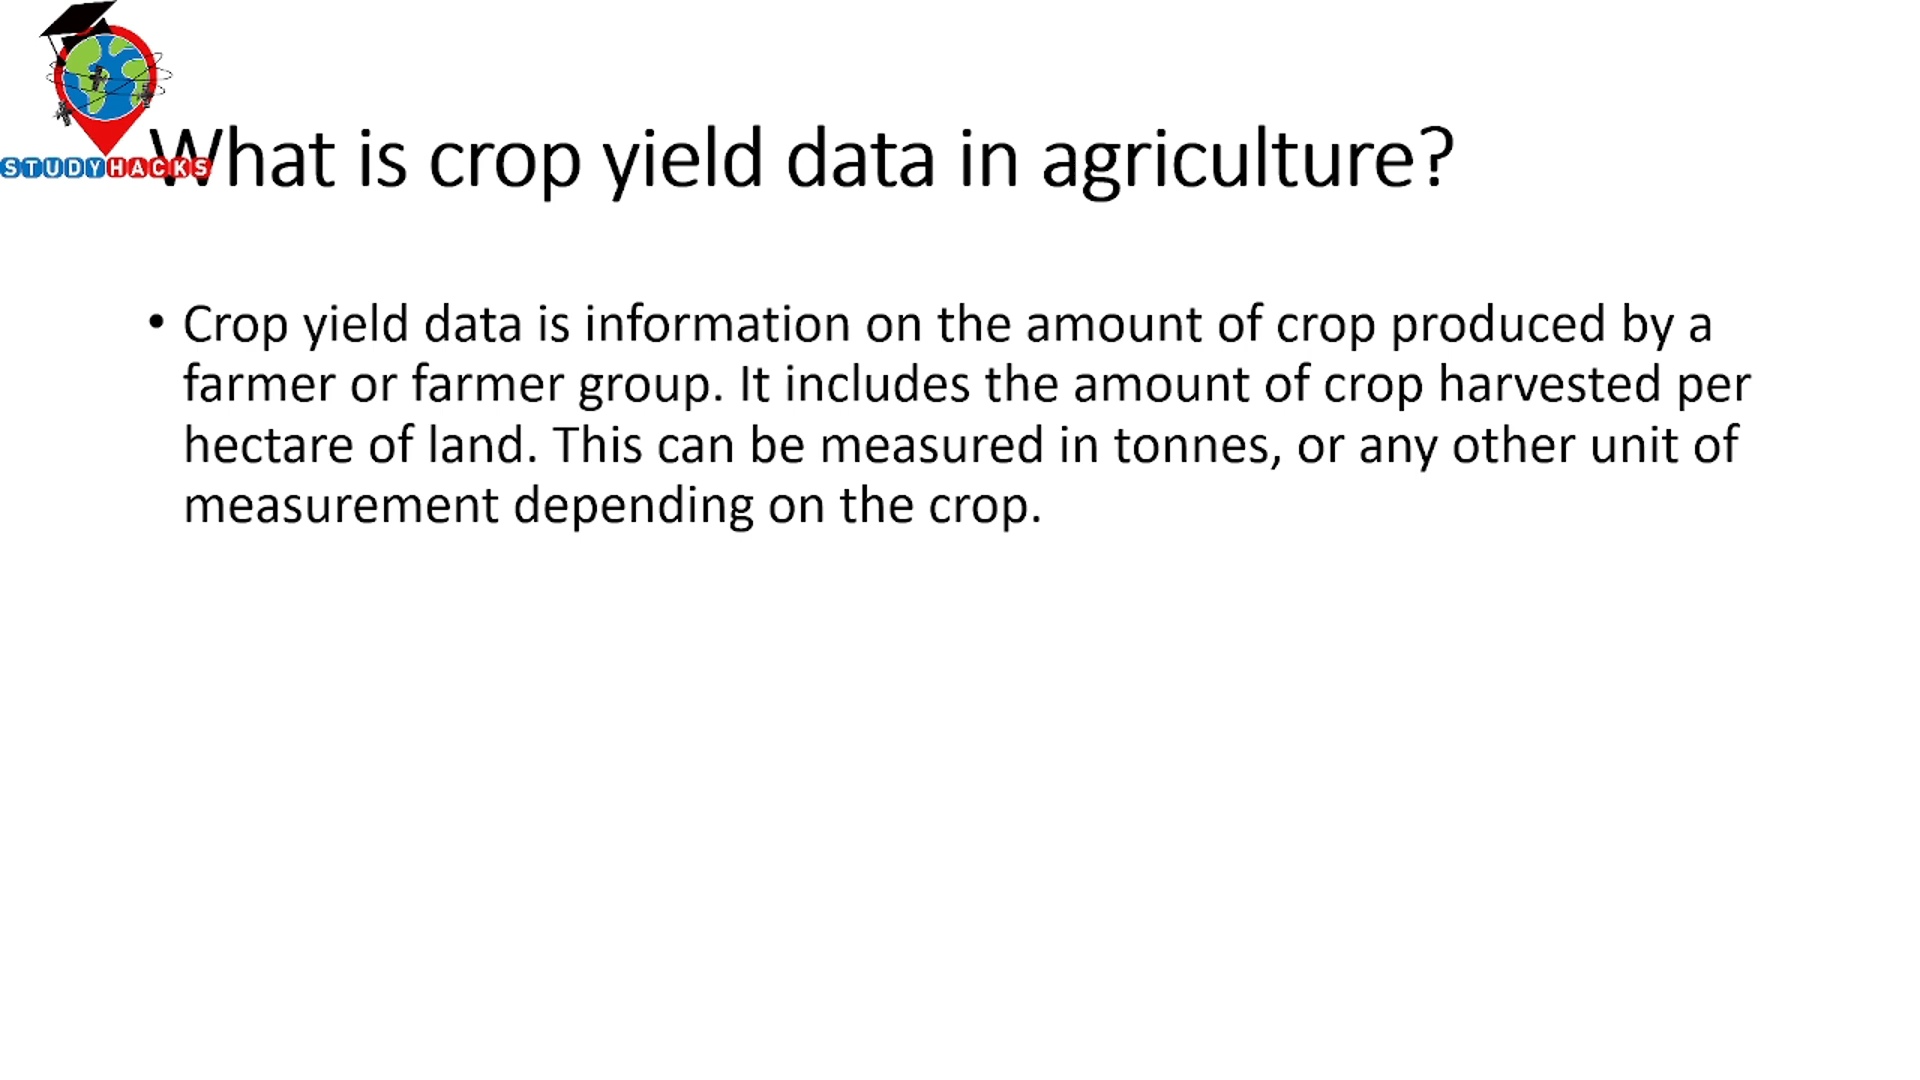 STUDYHACKS
What is crop yield data in agriculture?
• Crop yield data is information on the amount of crop produced by a
farmer or farmer group. It includes the amount of crop harvested per
hectare of land. This can be measured in tonnes, or any other unit of
measurement depending on the crop.